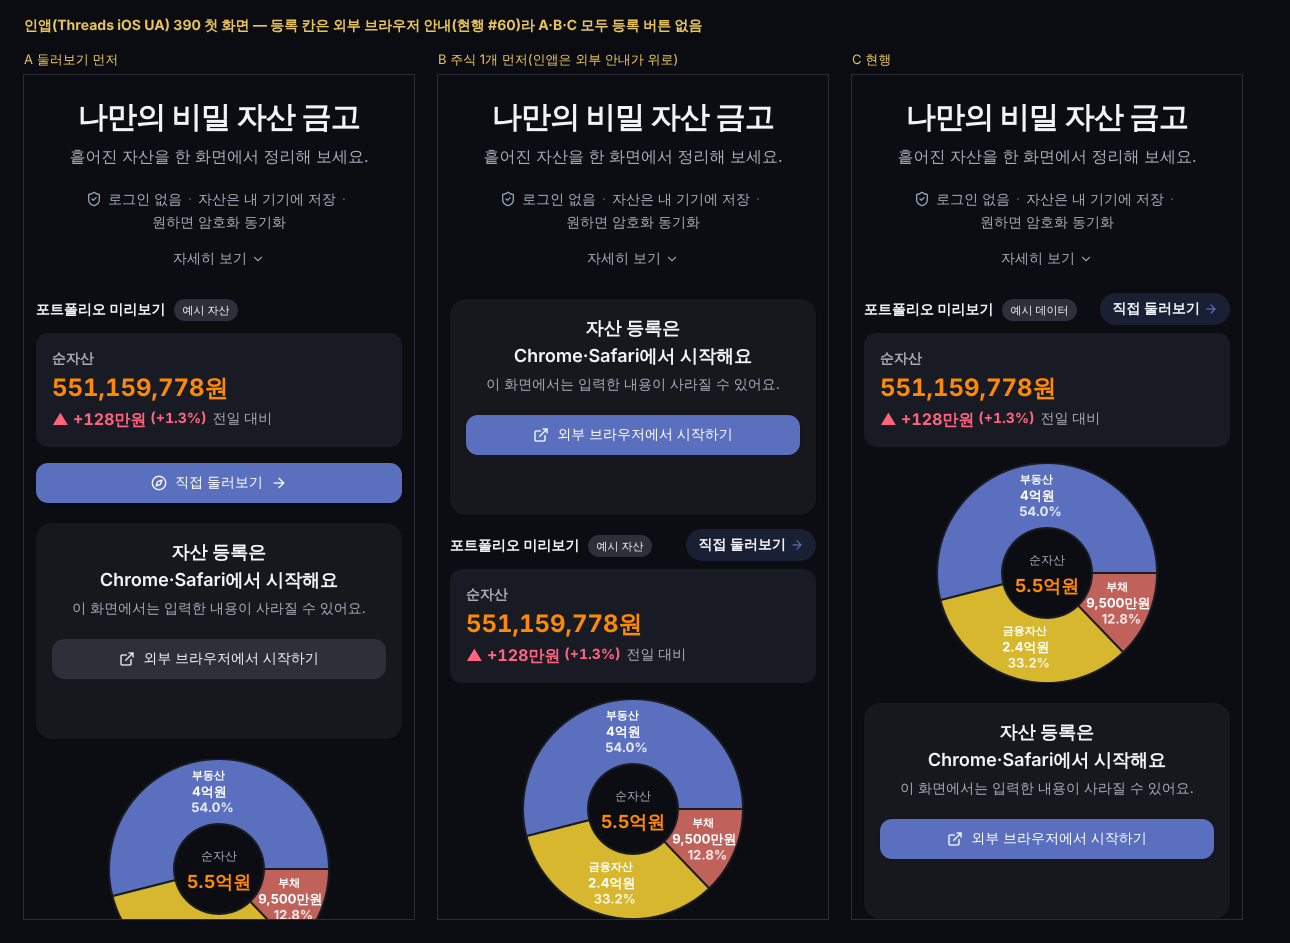 인앱(Threads iOS UA) 390 첫 화면 — 등록 칸은 외부 브라우저 안내(현행 #60)라 A·B·C 모두 등록 버튼 없음
A 둘러보기 먼저
나만의 비밀 자산 금고
흩어진 자산을 한 화면에서 정리해 보세요.
로그인 없음 · 자산은 내 기기에 저장 ·
원하면 암호화 동기화
자세히 보기
포트폴리오 미리보기 예시 자산
순자산
551,159,778원
▲ +128만원 (+1.3%) 전일 대비
직접 둘러보기 →
자산 등록은
Chrome·Safari에서 시작해요
이 화면에서는 입력한 내용이 사라질 수 있어요.
외부 브라우저에서 시작하기
부동산
4억원
54.0%
순자산
5.5억원
부채
9,500만원
12.8%
B 주식 1개 먼저(인앱은 외부 안내가 위로)
나만의 비밀 자산 금고
흩어진 자산을 한 화면에서 정리해 보세요.
로그인 없음 · 자산은 내 기기에 저장 ·
원하면 암호화 동기화
자세히 보기
자산 등록은
Chrome·Safari에서 시작해요
이 화면에서는 입력한 내용이 사라질 수 있어요.
외부 브라우저에서 시작하기
포트폴리오 미리보기 예시 자산 직접 둘러보기 →
순자산
551,159,778원
▲ +128만원 (+1.3%) 전일 대비
부동산
4억원
54.0%
순자산
5.5억원
부채
9,500만원
12.8%
금융자산
2.4억원
33.2%
C 현행
나만의 비밀 자산 금고
흩어진 자산을 한 화면에서 정리해 보세요.
로그인 없음 · 자산은 내 기기에 저장 ·
원하면 암호화 동기화
자세히 보기
포트폴리오 미리보기 예시 데이터 직접 둘러보기 →
순자산
551,159,778원
▲ +128만원 (+1.3%) 전일 대비
부동산
4억원
54.0%
순자산
5.5억원
부채
9,500만원
12.8%
금융자산
2.4억원
33.2%
자산 등록은
Chrome·Safari에서 시작해요
이 화면에서는 입력한 내용이 사라질 수 있어요.
외부 브라우저에서 시작하기